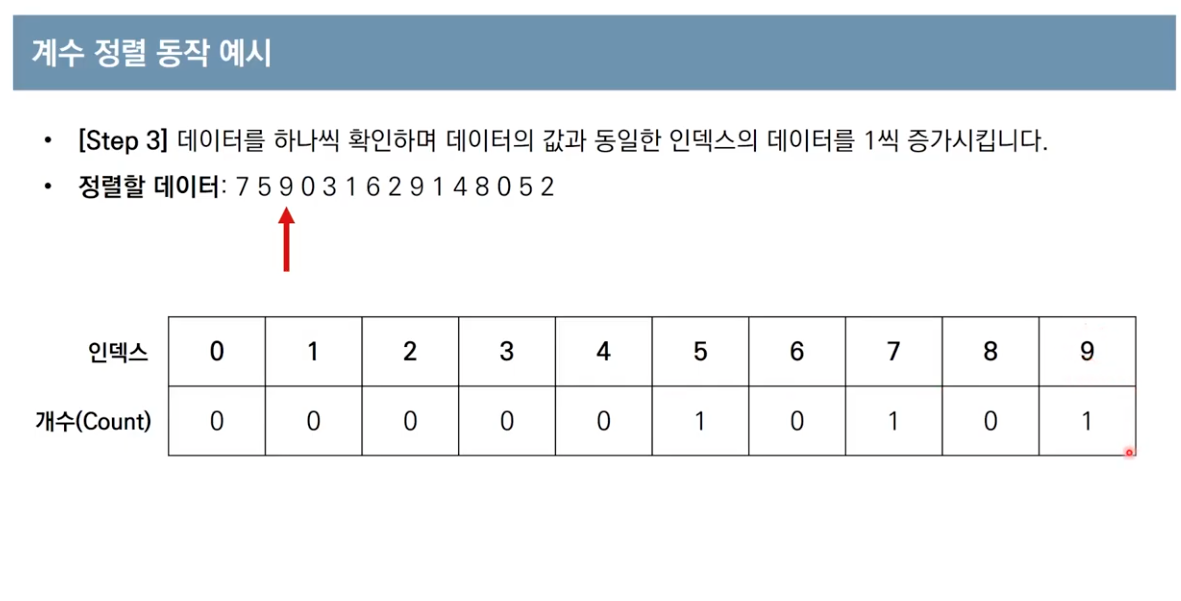 계수 정렬 동작 예시
• [Step 3] 데이터를 하나씩 확인하며 데이터의 값과 동일한 인덱스의 데이터를 1씩 증가시킵니다.
• 정렬할 데이터: 7 5 9 0 3 1 6 2 9 1 4 8 0 5 2
인덱스 0 1 2 3 4 5 6 7 8 9
개수(Count) 0 0 0 0 0 1 0 1 0 1